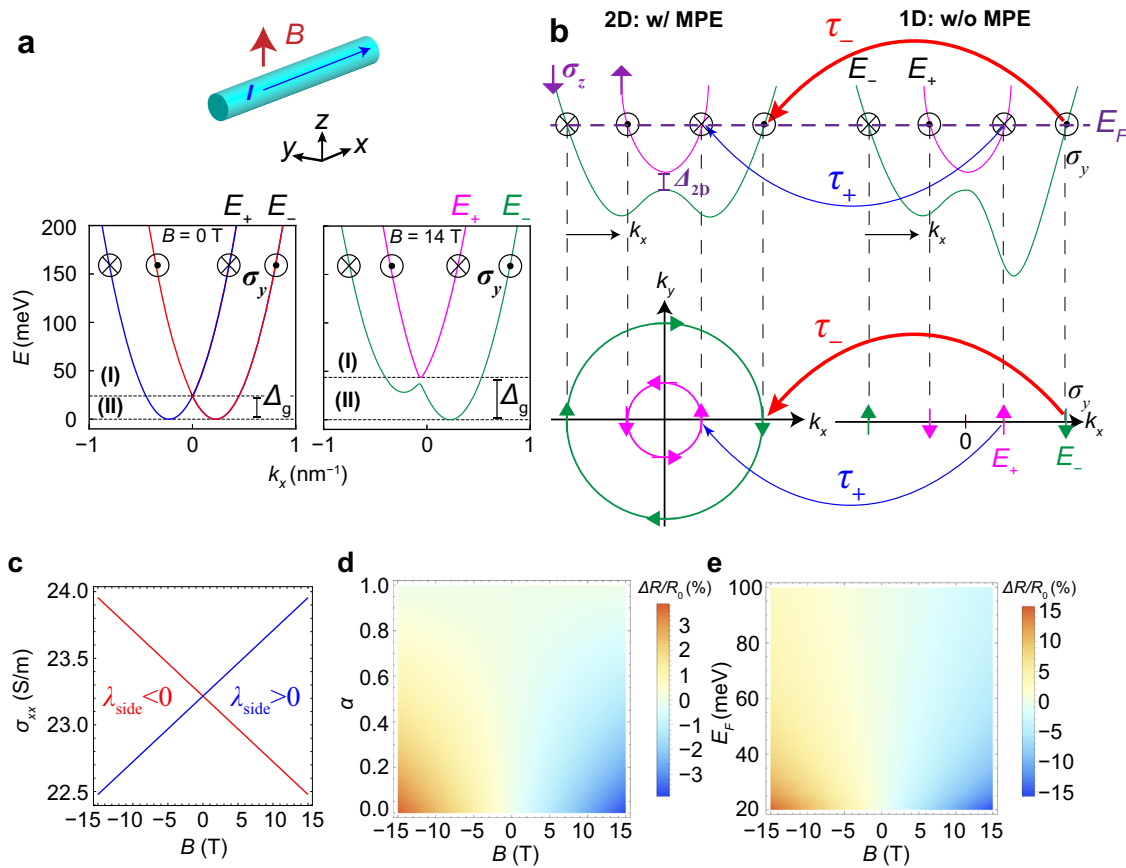 a
B
I
z
y
x
E₊ E₋
B = 0 T
σy
(I)
(II)
Δg
200
150
100
50
0
E (meV)
−1 0 1
E₊ E₋
B = 14 T
σy
(I)
(II)
Δg
−1 0 1
kx (nm⁻¹)
b
2D: w/ MPE
1D: w/o MPE
τ₋
σz
E₋
E₊
EF
σy
Δ2D
τ₊
kx
kx
ky
τ₋
σy
kx
0
kx
E₊
E₋
τ₊
c
24.0
23.5
23.0
22.5
σxx (S/m)
λside<0
λside>0
−15 −10 −5 0 5 10 15
B (T)
d
1.0
0.8
0.6
0.4
0.2
0.0
α
−15 −10 −5 0 5 10 15
B (T)
ΔR/R₀ (%)
3
2
1
0
−1
−2
−3
e
100
80
60
40
20
EF (meV)
−15 −10 −5 0 5 10 15
B (T)
ΔR/R₀ (%)
15
10
5
0
−5
−10
−15